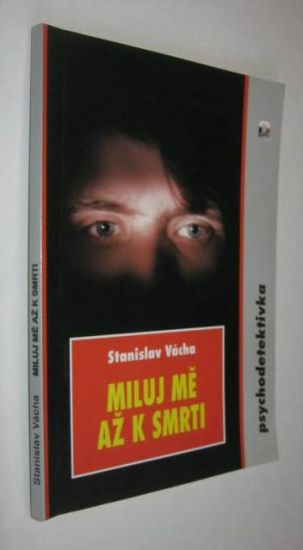 Stanislav Vácha
MILUJ MĚ
AŽ K SMRTI
psychodetektivka
Stanislav Vácha MILUJ MĚ AŽ K SMRTI